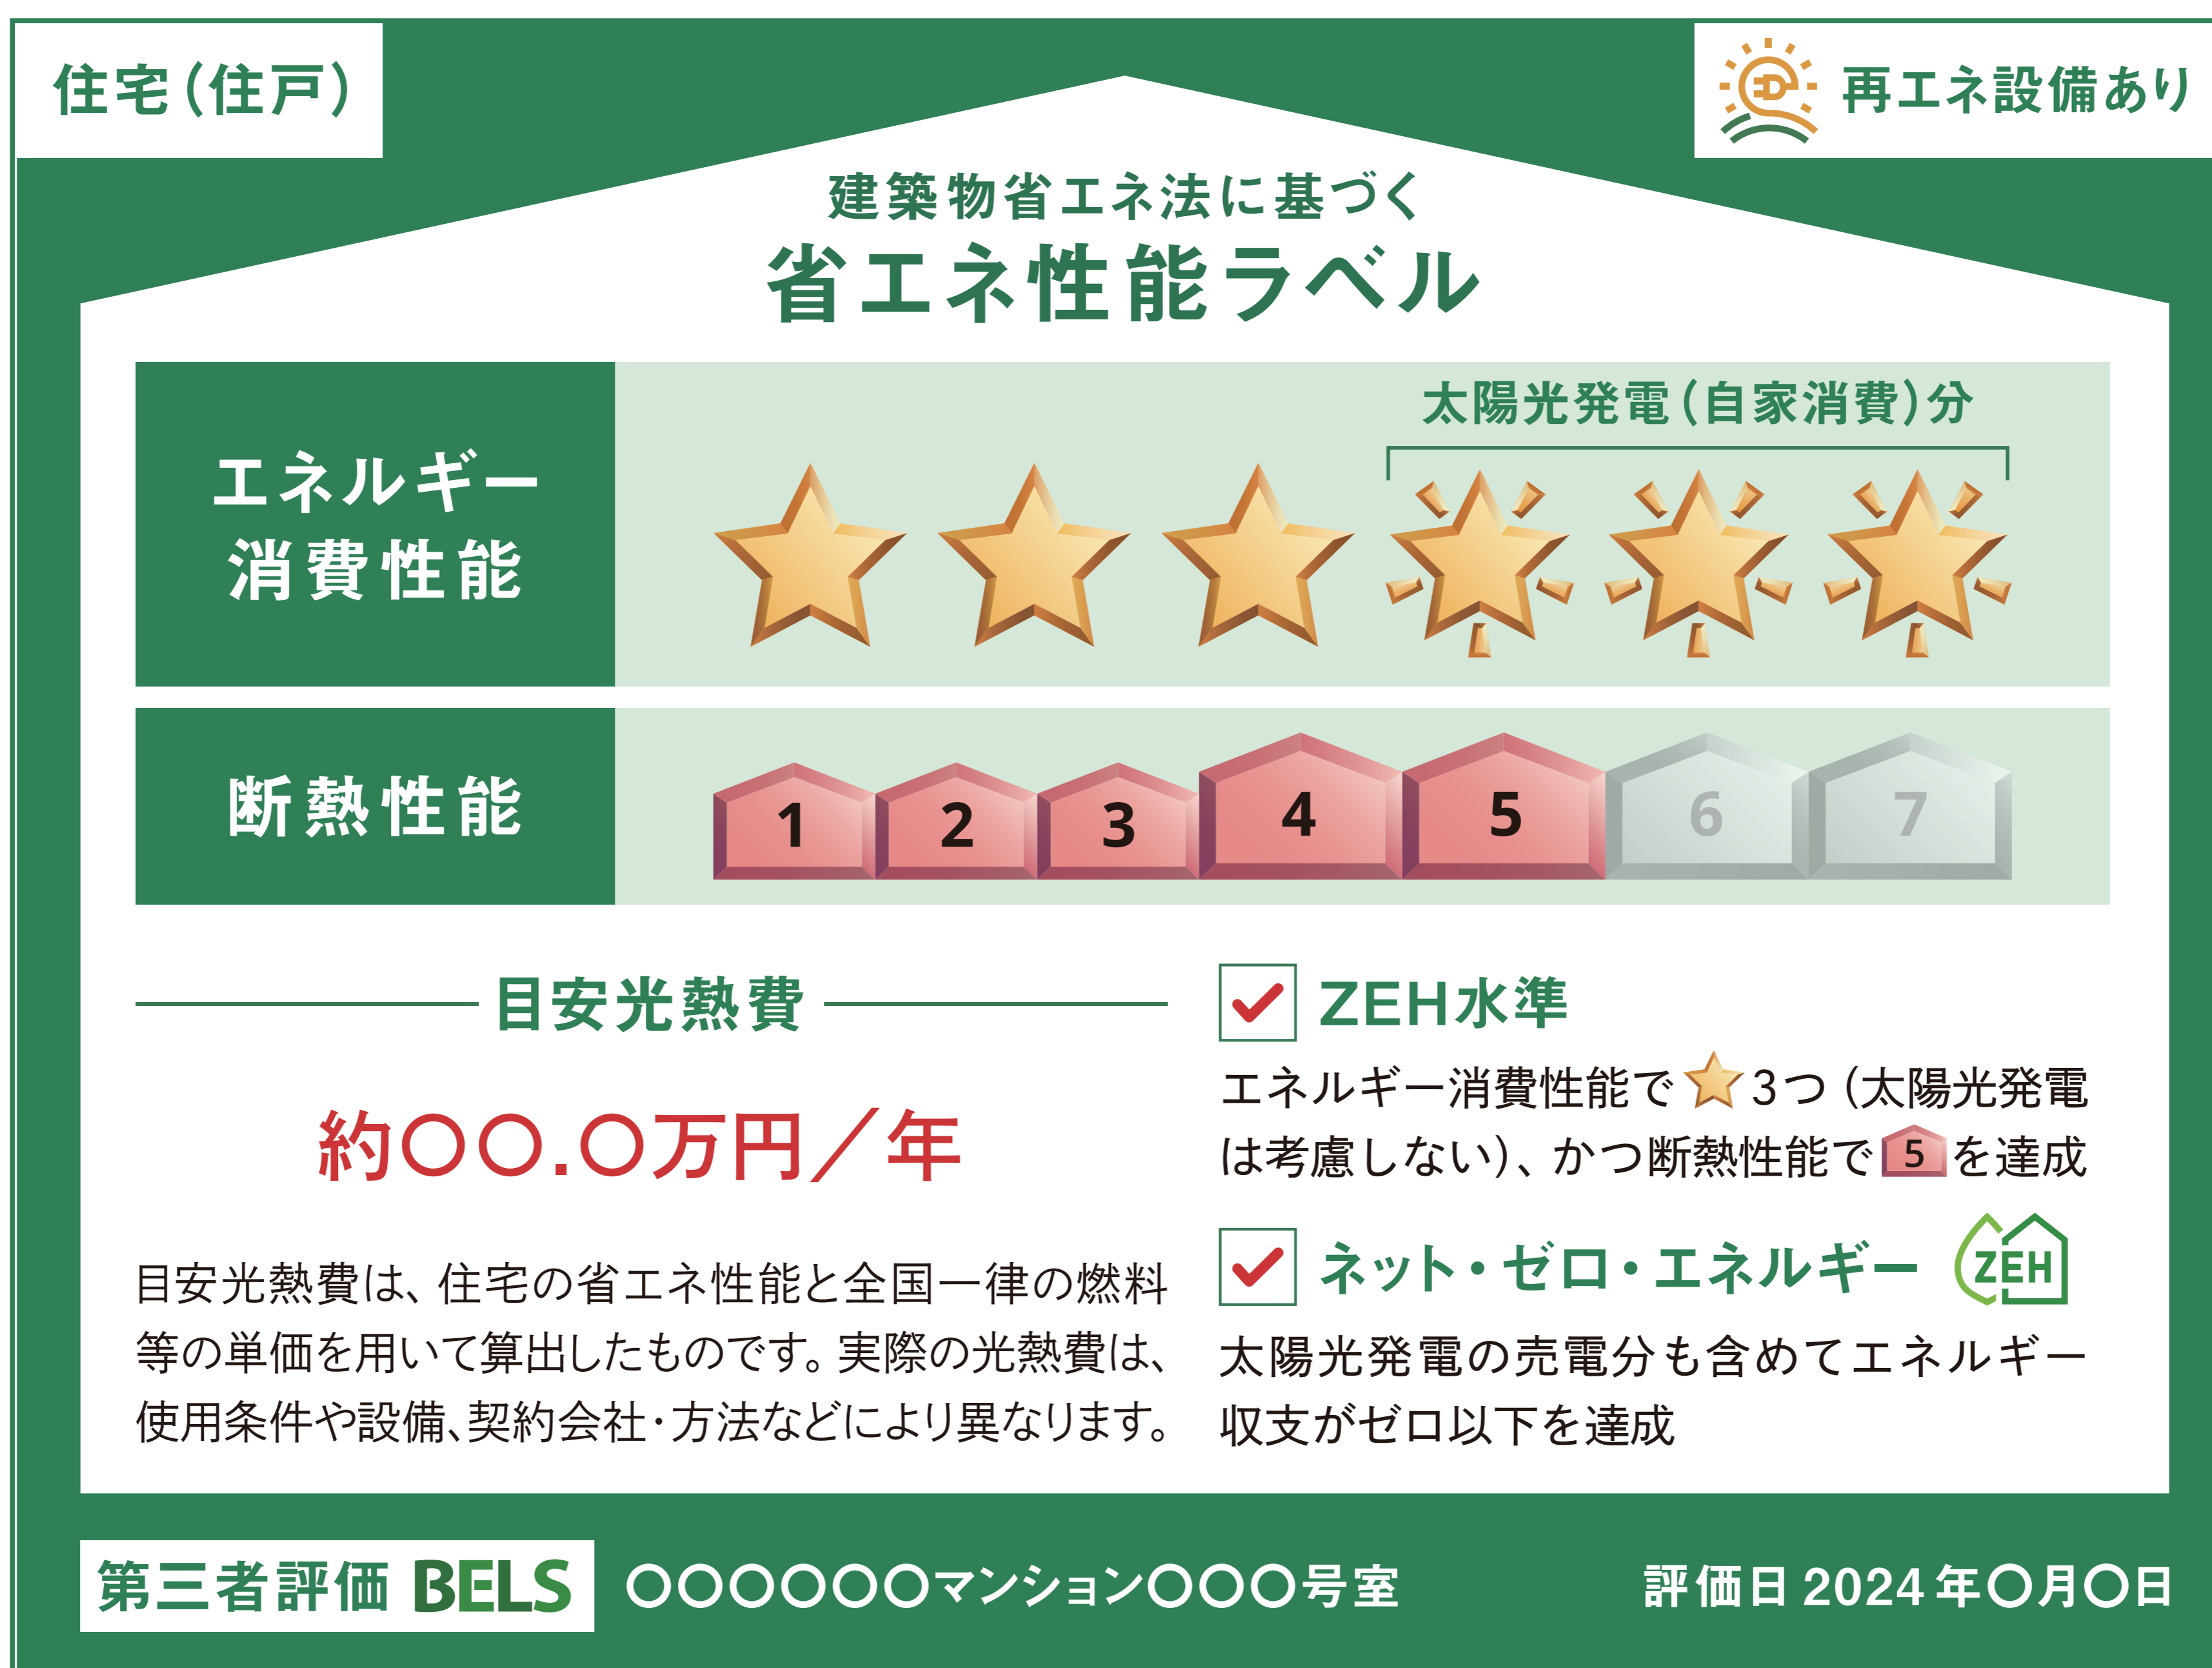 住宅（住戸）
再エネ設備あり
建築物省エネ法に基づく
省エネ性能ラベル
エネルギー
消費性能
太陽光発電（自家消費）分
断熱性能
1 2 3 4 5 6 7
目安光熱費
約〇〇.〇万円／年
目安光熱費は、住宅の省エネ性能と全国一律の燃料
等の単価を用いて算出したものです。実際の光熱費は、
使用条件や設備、契約会社・方法などにより異なります。
ZEH水準
エネルギー消費性能で 3つ（太陽光発電
は考慮しない）、かつ断熱性能で 5 を達成
ネット・ゼロ・エネルギー ZEH
太陽光発電の売電分も含めてエネルギー
収支がゼロ以下を達成
第三者評価 BELS
〇〇〇〇〇〇マンション〇〇〇号室
評価日 2024 年〇月〇日